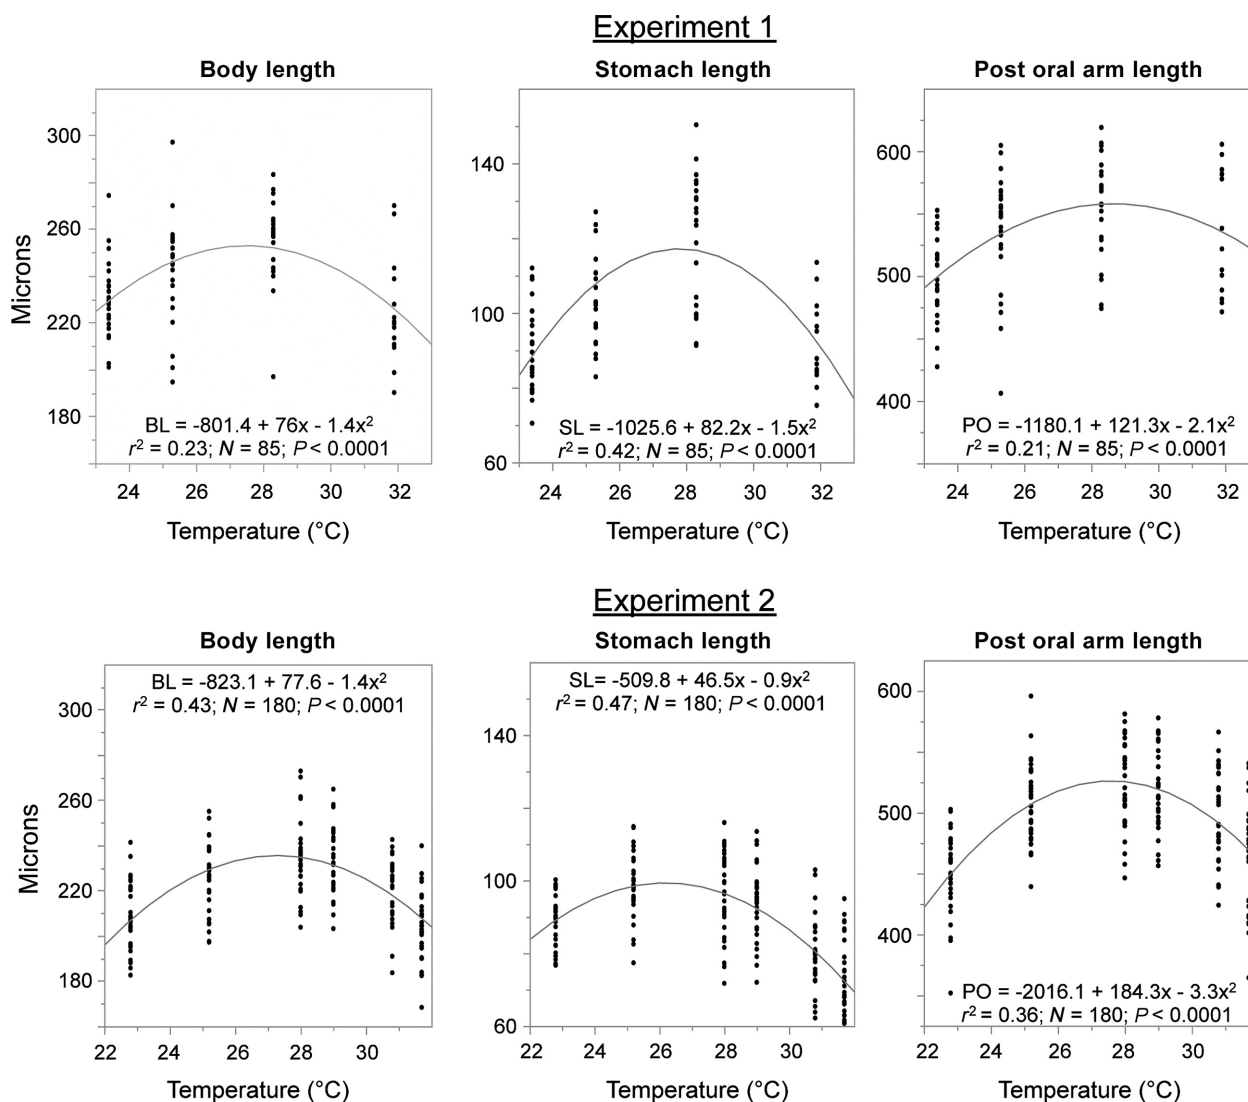 Experiment 1
Body length
Stomach length
Post oral arm length
Microns
300
260
220
180
BL = -801.4 + 76x - 1.4x²
r² = 0.23; N = 85; P < 0.0001
24 26 28 30 32
Temperature (°C)
140
100
60
SL = -1025.6 + 82.2x - 1.5x²
r² = 0.42; N = 85; P < 0.0001
24 26 28 30 32
Temperature (°C)
600
500
400
PO = -1180.1 + 121.3x - 2.1x²
r² = 0.21; N = 85; P < 0.0001
24 26 28 30 32
Temperature (°C)
Experiment 2
Body length
Stomach length
Post oral arm length
Microns
BL = -823.1 + 77.6 - 1.4x²
r² = 0.43; N = 180; P < 0.0001
300
260
220
180
22 24 26 28 30
Temperature (°C)
SL= -509.8 + 46.5x - 0.9x²
r² = 0.47; N = 180; P < 0.0001
140
100
60
22 24 26 28 30
Temperature (°C)
600
500
400
PO = -2016.1 + 184.3x - 3.3x²
r² = 0.36; N = 180; P < 0.0001
22 24 26 28 30
Temperature (°C)